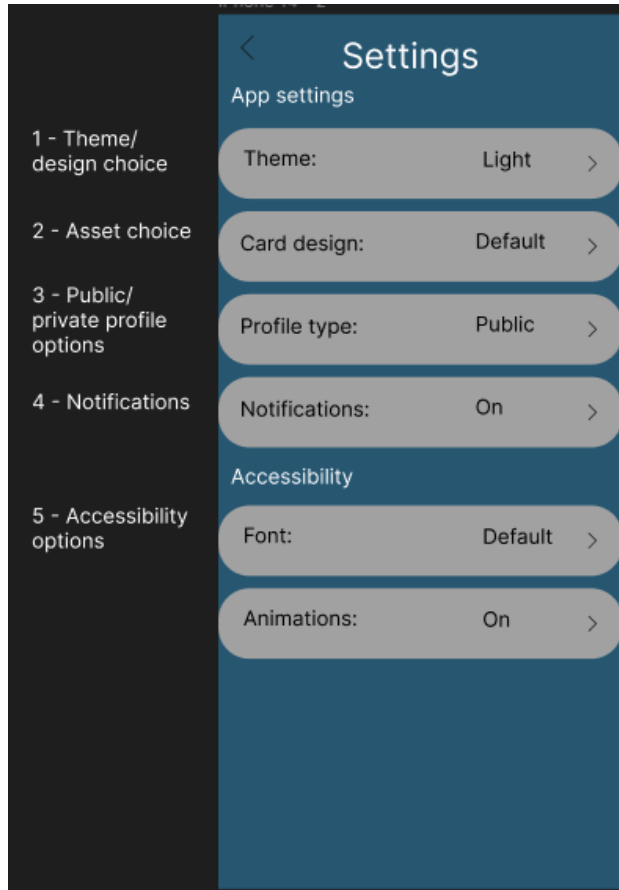 Settings
App settings
1 - Theme/
design choice
Theme: Light
2 - Asset choice
Card design: Default
3 - Public/
private profile
options
Profile type: Public
4 - Notifications
Notifications: On
Accessibility
5 - Accessibility
options
Font: Default
Animations: On